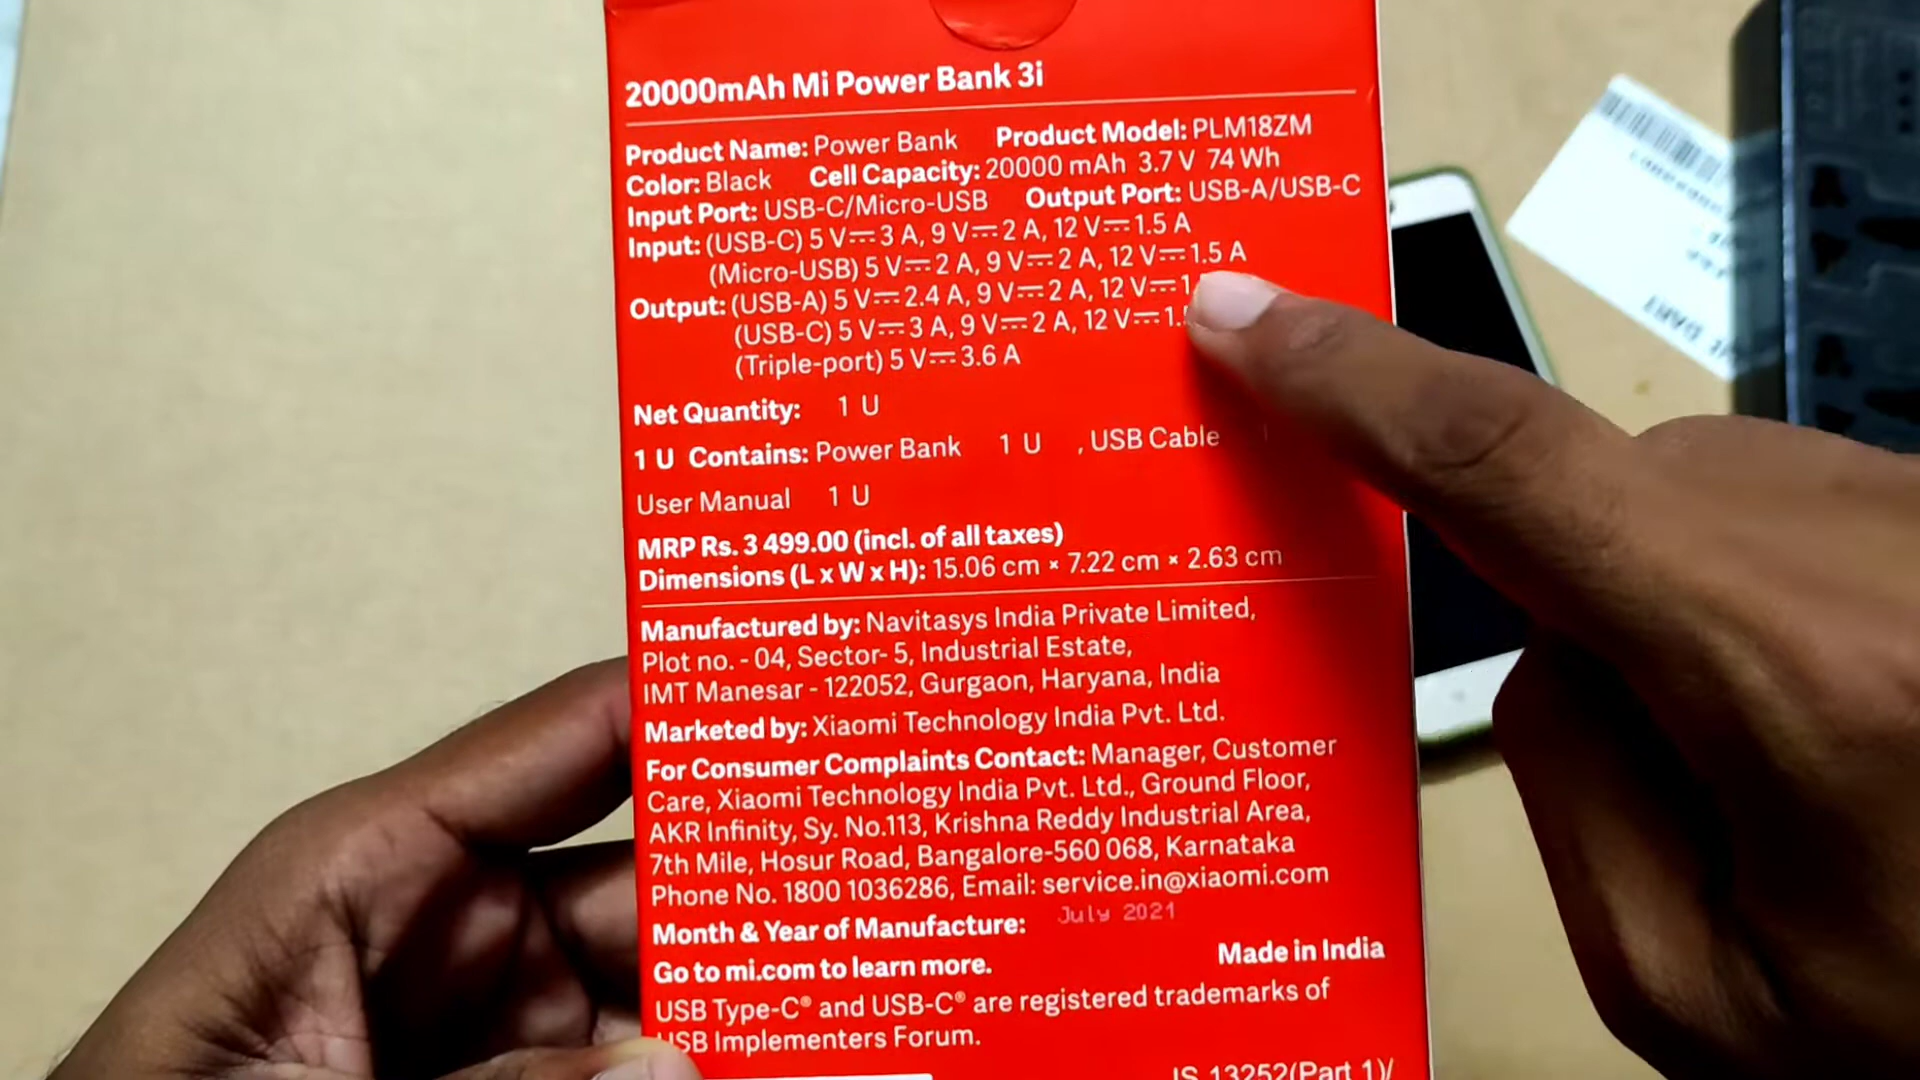 20000mAh Mi Power Bank 3i
Product Name: Power Bank Product Model: PLM18ZM
Color: Black Cell Capacity: 20000 mAh 3.7 V 74 Wh
Input Port: USB-C/Micro-USB Output Port: USB-A/USB-C
Input: (USB-C) 5 V⎓3 A, 9 V⎓2 A, 12 V⎓1.5 A
(Micro-USB) 5 V⎓2 A, 9 V⎓2 A, 12 V⎓1.5 A
Output: (USB-A) 5 V⎓2.4 A, 9 V⎓2 A, 12 V⎓1
(USB-C) 5 V⎓3 A, 9 V⎓2 A, 12 V⎓1.
(Triple-port) 5 V⎓3.6 A
Net Quantity: 1 U
1 U Contains: Power Bank 1 U , USB Cable
User Manual 1 U
MRP Rs. 3 499.00 (incl. of all taxes)
Dimensions (L x W x H): 15.06 cm × 7.22 cm × 2.63 cm
Manufactured by: Navitasys India Private Limited,
Plot no. - 04, Sector- 5, Industrial Estate,
IMT Manesar - 122052, Gurgaon, Haryana, India
Marketed by: Xiaomi Technology India Pvt. Ltd.
For Consumer Complaints Contact: Manager, Customer
Care, Xiaomi Technology India Pvt. Ltd., Ground Floor,
AKR Infinity, Sy. No.113, Krishna Reddy Industrial Area,
7th Mile, Hosur Road, Bangalore-560 068, Karnataka
Phone No. 1800 1036286, Email: service.in@xiaomi.com
Month & Year of Manufacture: July 2021
Go to mi.com to learn more. Made in India
USB Type-C® and USB-C® are registered trademarks of
USB Implementers Forum.
IS 13252(Part 1)/